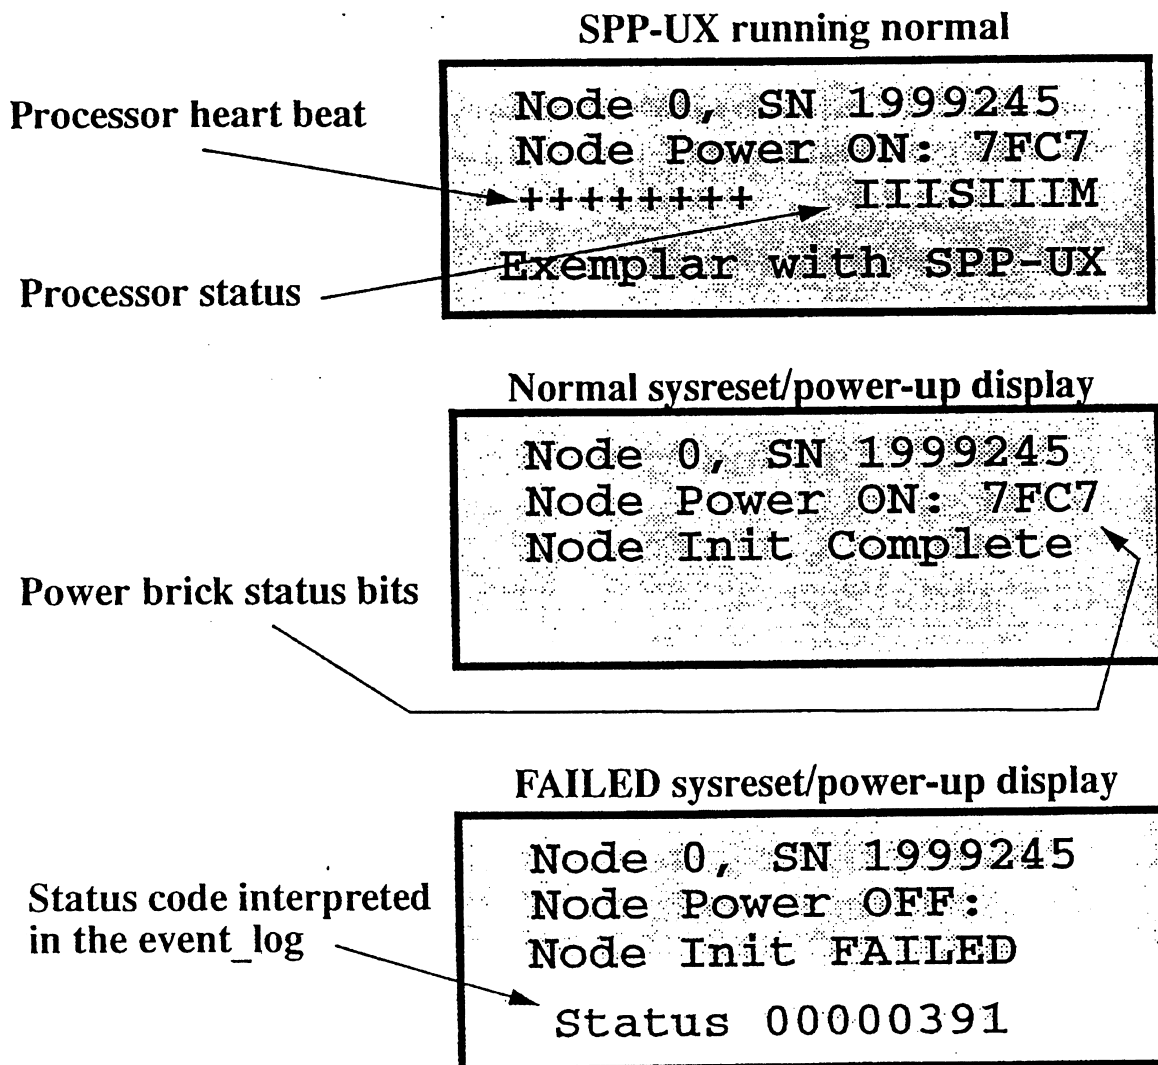 SPP-UX running normal
Processor heart beat
Node 0, SN 1999245
Node Power ON: 7FC7
++++++++ IIISIIIM
Exemplar with SPP-UX
Processor status
Normal sysreset/power-up display
Node 0, SN 1999245
Node Power ON: 7FC7
Node Init Complete
Power brick status bits
FAILED sysreset/power-up display
Node 0, SN 1999245
Node Power OFF:
Node Init FAILED
Status 00000391
Status code interpreted
in the event_log